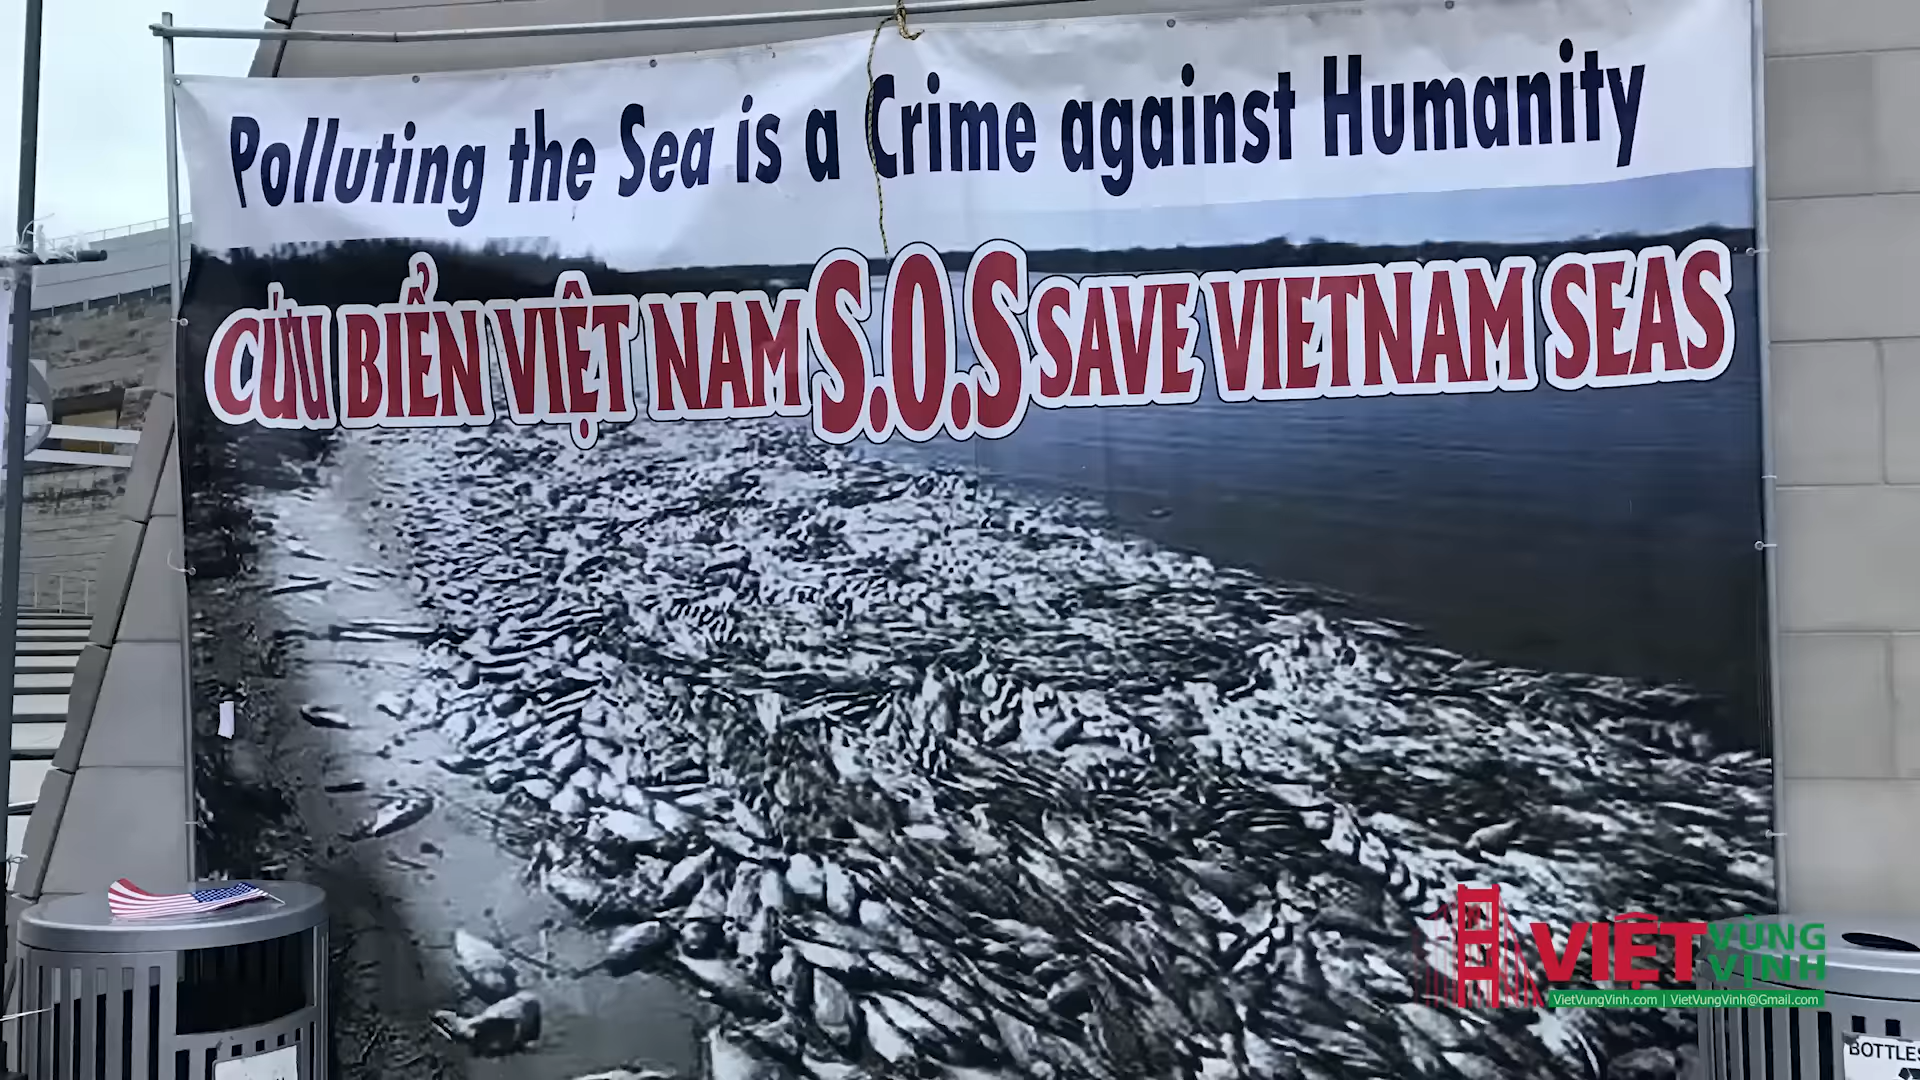 Polluting the Sea is a Crime against Humanity
CỨU BIỂN VIỆT NAM S.O.S SAVE VIETNAM SEAS
VIỆT VÙNG VỊNH
VietVungVinh.com | VietVungVinh@Gmail.com
BOTTLES